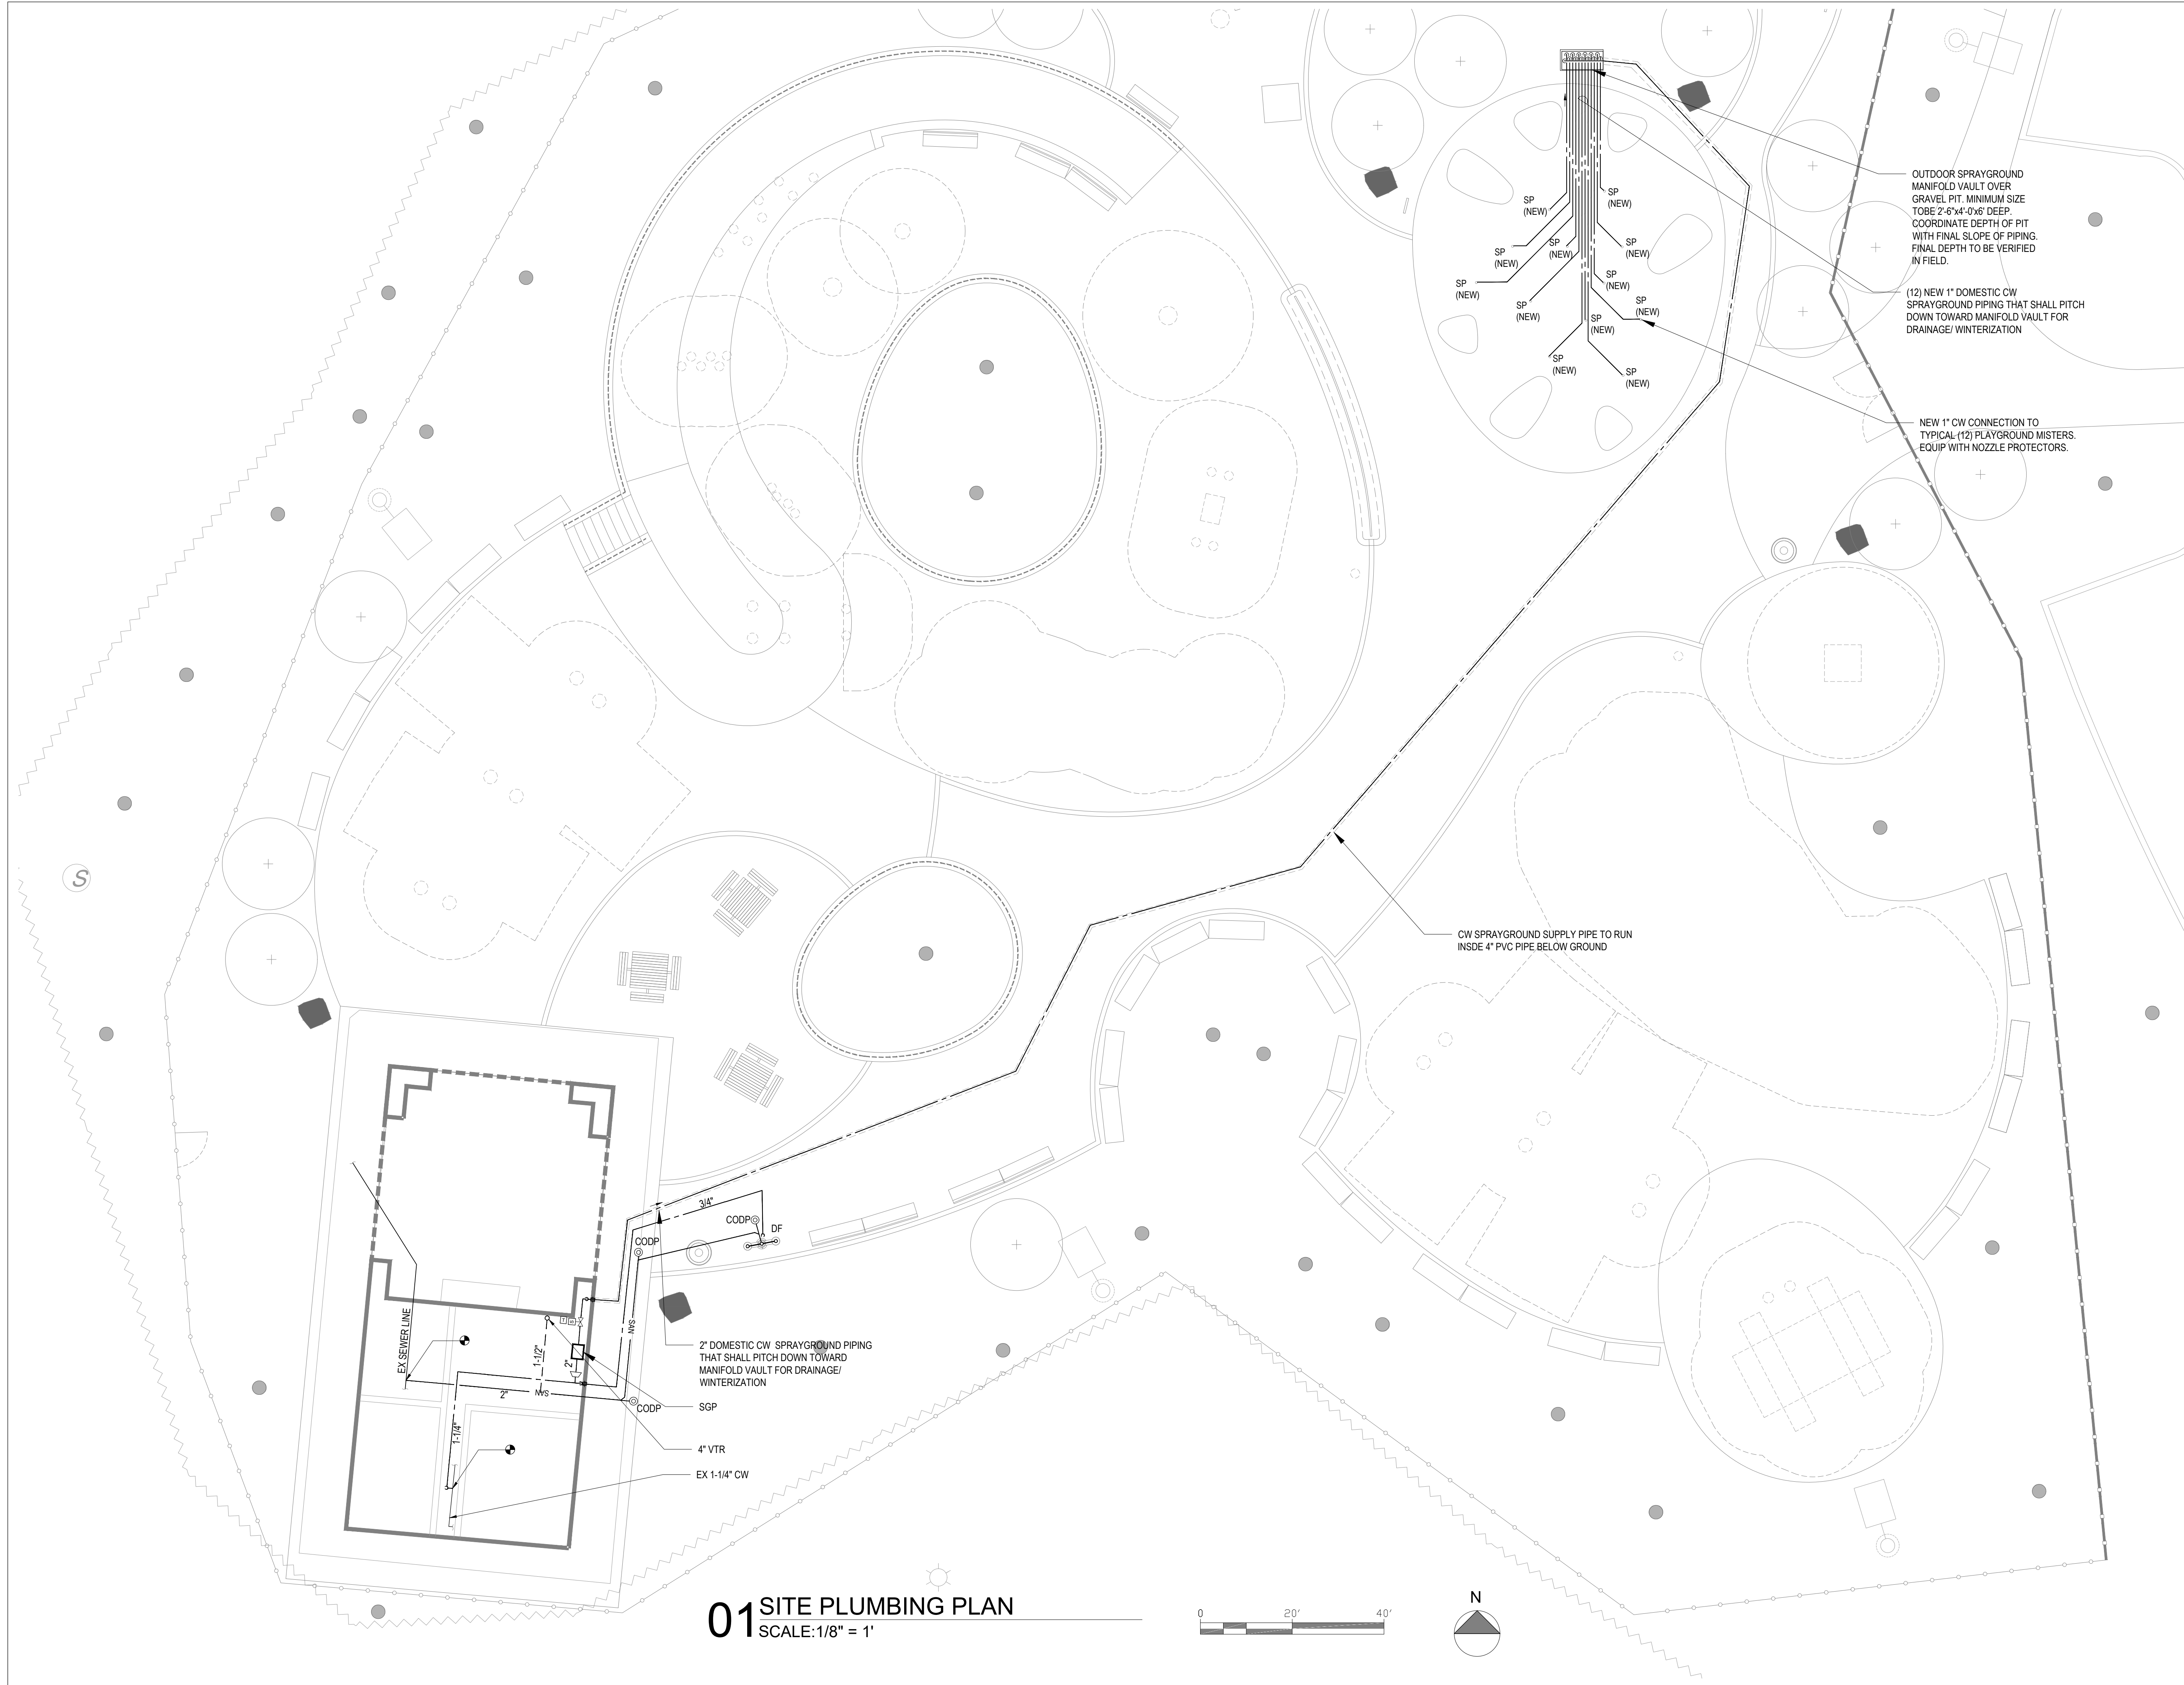 SP
(NEW)
SP
(NEW)
SP
(NEW)
SP
(NEW)
SP
(NEW)
SP
(NEW)
SP
(NEW)
SP
(NEW)
SP
(NEW)
SP
(NEW)
SP
(NEW)
SP
(NEW)
OUTDOOR SPRAYGROUND
MANIFOLD VAULT OVER
GRAVEL PIT. MINIMUM SIZE
TOBE 2'-6"x4'-0'x6' DEEP.
COORDINATE DEPTH OF PIT
WITH FINAL SLOPE OF PIPING.
FINAL DEPTH TO BE VERIFIED
IN FIELD.
(12) NEW 1" DOMESTIC CW
SPRAYGROUND PIPING THAT SHALL PITCH
DOWN TOWARD MANIFOLD VAULT FOR
DRAINAGE/ WINTERIZATION
NEW 1" CW CONNECTION TO
TYPICAL (12) PLAYGROUND MISTERS.
EQUIP WITH NOZZLE PROTECTORS.
S
CW SPRAYGROUND SUPPLY PIPE TO RUN
INSDE 4" PVC PIPE BELOW GROUND
3/4"
CODP
DF
CODP
EX SEWER LINE
SAN
1-1/2"
2"
2"
SAN
CODP
1-1/4"
2" DOMESTIC CW SPRAYGROUND PIPING
THAT SHALL PITCH DOWN TOWARD
MANIFOLD VAULT FOR DRAINAGE/
WINTERIZATION
SGP
4" VTR
EX 1-1/4" CW
01 SITE PLUMBING PLAN
SCALE:1/8" = 1'
0 20' 40'
N